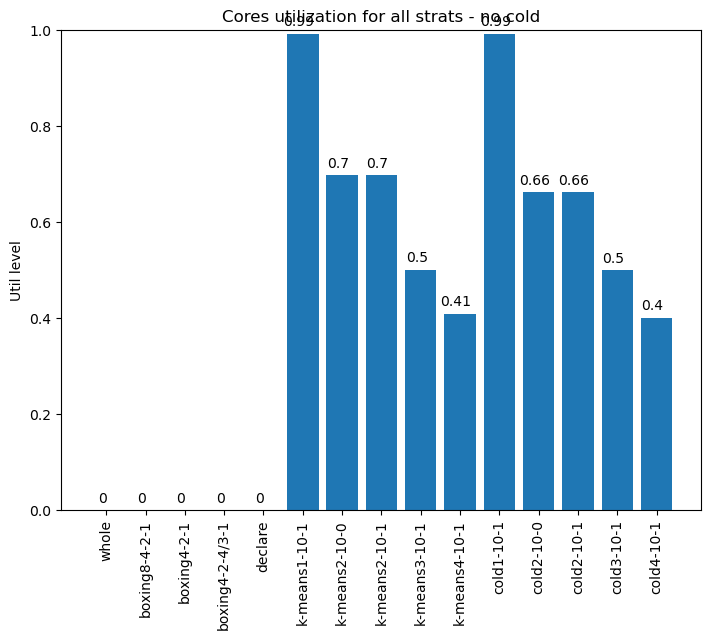 Cores utilization for all strats - no cold
Util level
1.0
0.8
0.6
0.4
0.2
0.0
0
0
0
0
0
0.99
0.7
0.7
0.5
0.41
0.99
0.66
0.66
0.5
0.4
whole
boxing8-4-2-1
boxing4-2-1
boxing4-2-4/3-1
declare
k-means1-10-1
k-means2-10-0
k-means2-10-1
k-means3-10-1
k-means4-10-1
cold1-10-1
cold2-10-0
cold2-10-1
cold3-10-1
cold4-10-1